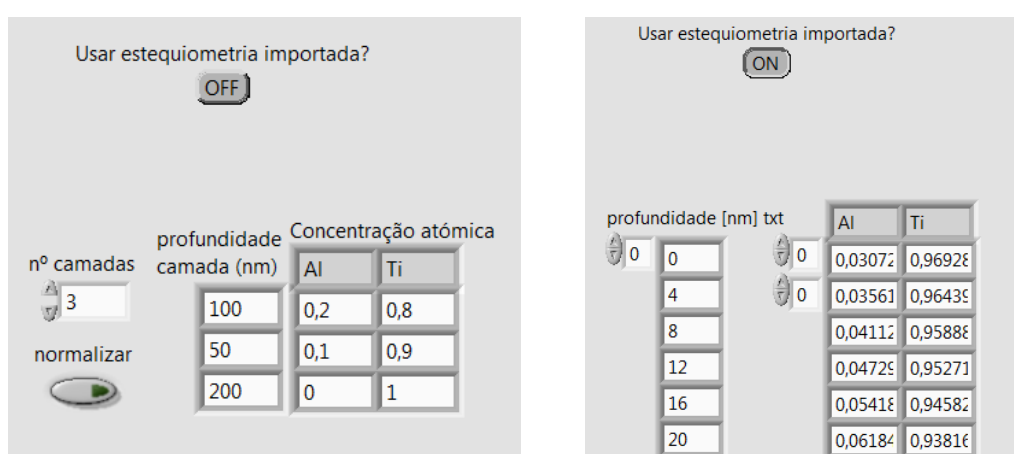 Usar estequiometria importada?
OFF
nº camadas
3
normalizar
profundidade
camada (nm)
Concentração atómica
Al Ti
100 0,2 0,8
50 0,1 0,9
200 0 1
Usar estequiometria importada?
ON
profundidade [nm] txt
0
0
0
Al Ti
0 0,03072 0,96928
4 0,03561 0,96439
8 0,04112 0,95888
12 0,04729 0,95271
16 0,05418 0,94582
20 0,06184 0,93816